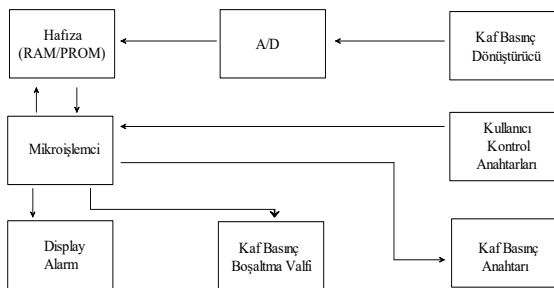 Hafıza
(RAM/PROM)
A/D
Kaf Basınç
Dönüştürücü
Mikroişlemci
Kullanıcı
Kontrol
Anahtarları
Display
Alarm
Kaf Basınç
Boşaltma Valfi
Kaf Basınç
Anahtarı